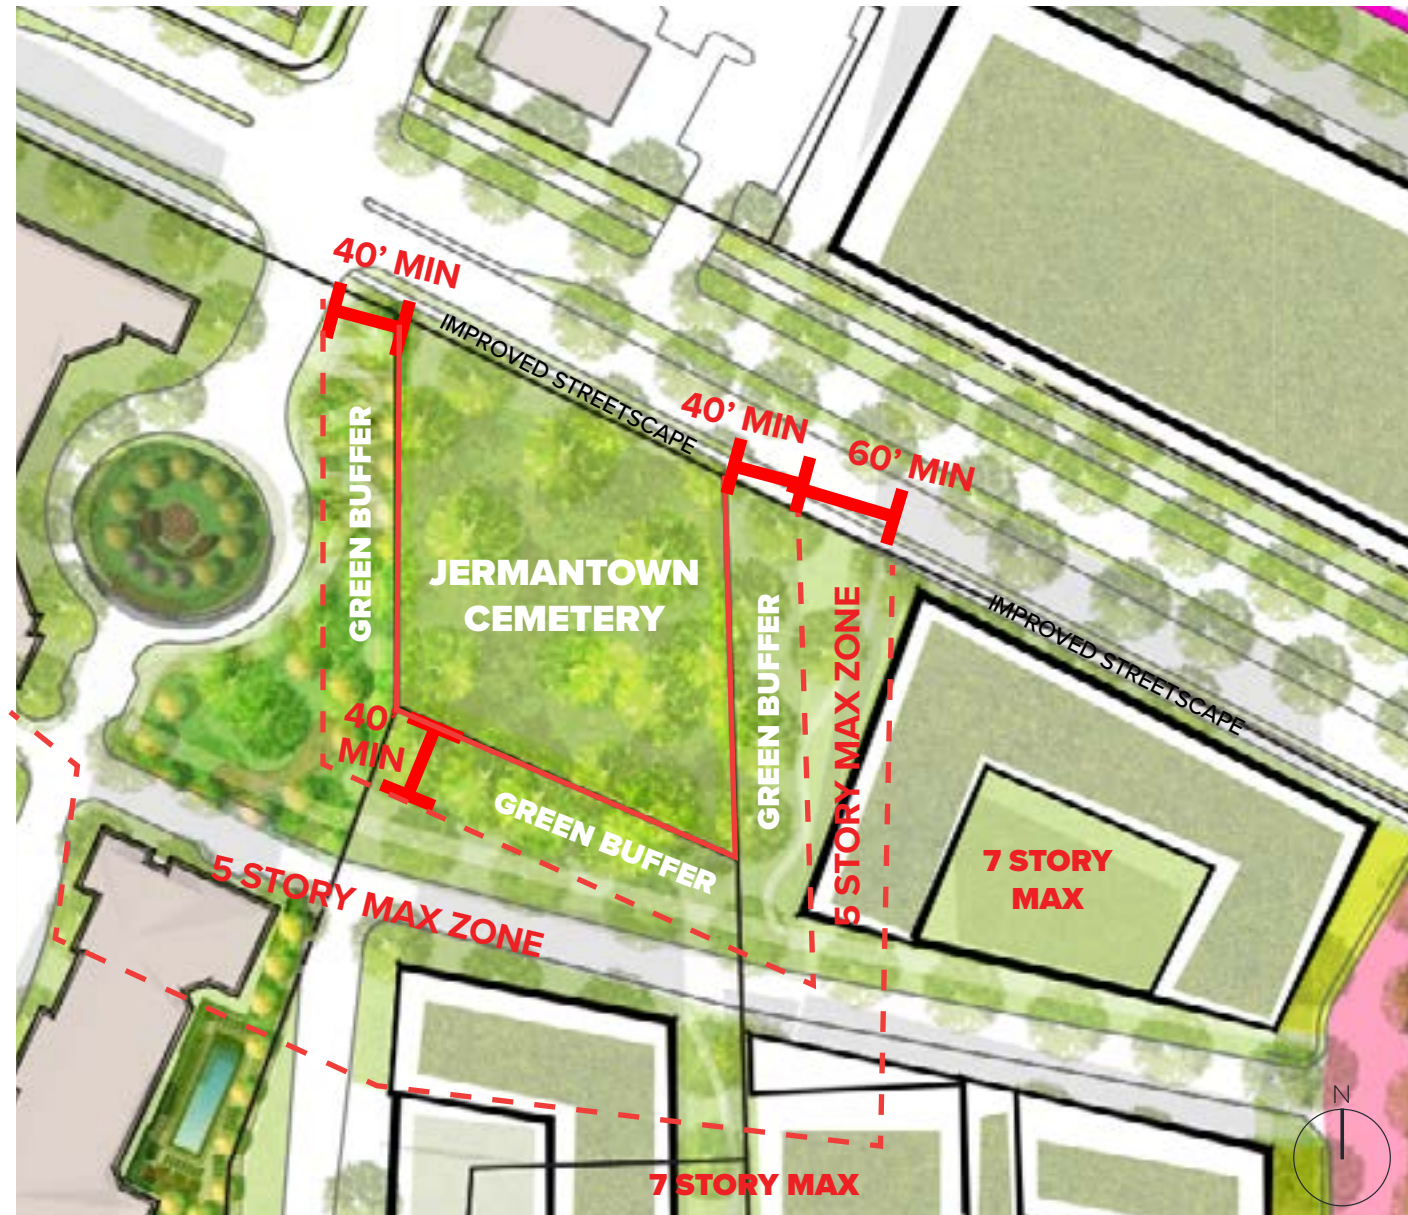 40’ MIN
IMPROVED STREETSCAPE
40’ MIN
60’ MIN
GREEN BUFFER
JERMANTOWN
CEMETERY
GREEN BUFFER
5 STORY MAX ZONE
IMPROVED STREETSCAPE
40’
MIN
GREEN BUFFER
7 STORY
MAX
5 STORY MAX ZONE
7 STORY MAX
N